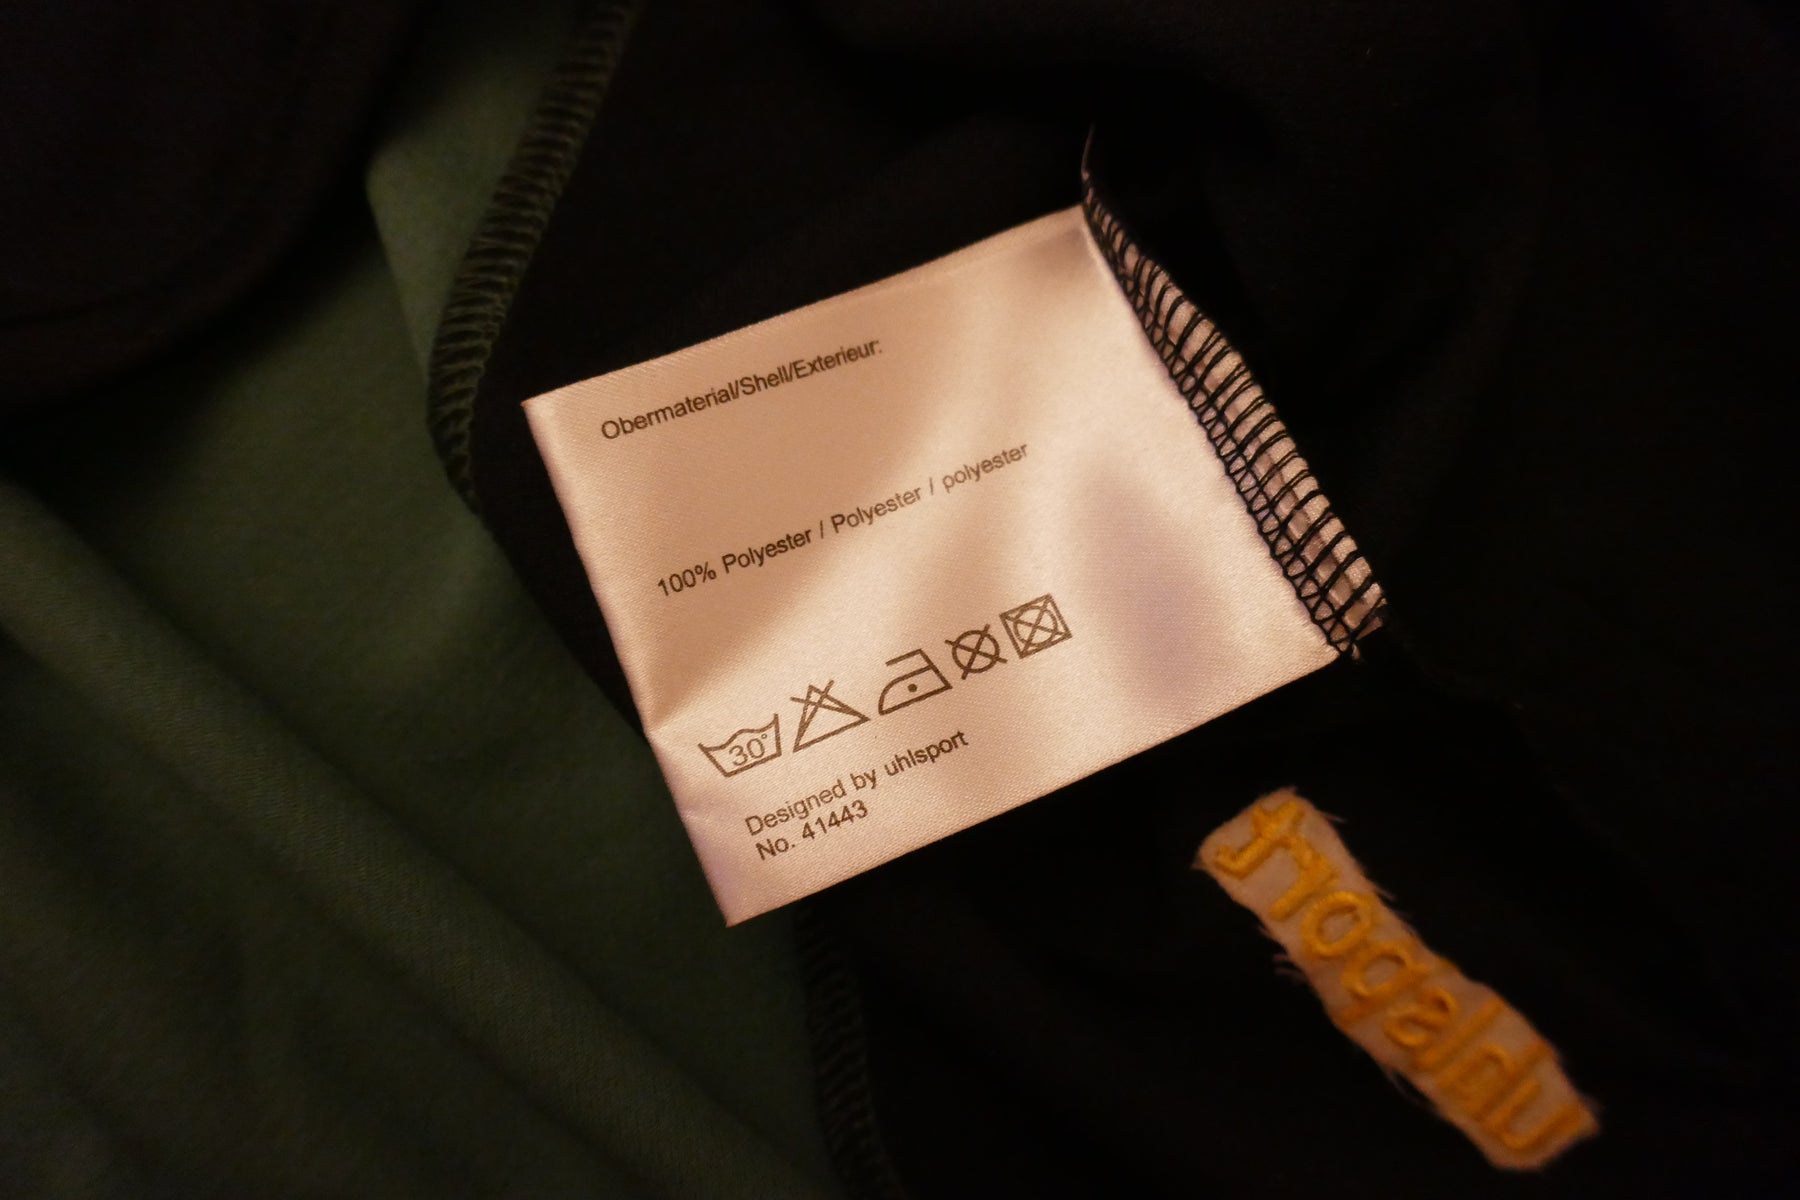 Obermaterial/Shell/Exterieur:
100% Polyester / Polyester / polyester
30°
Designed by uhlsport
No. 41443
uhlsport